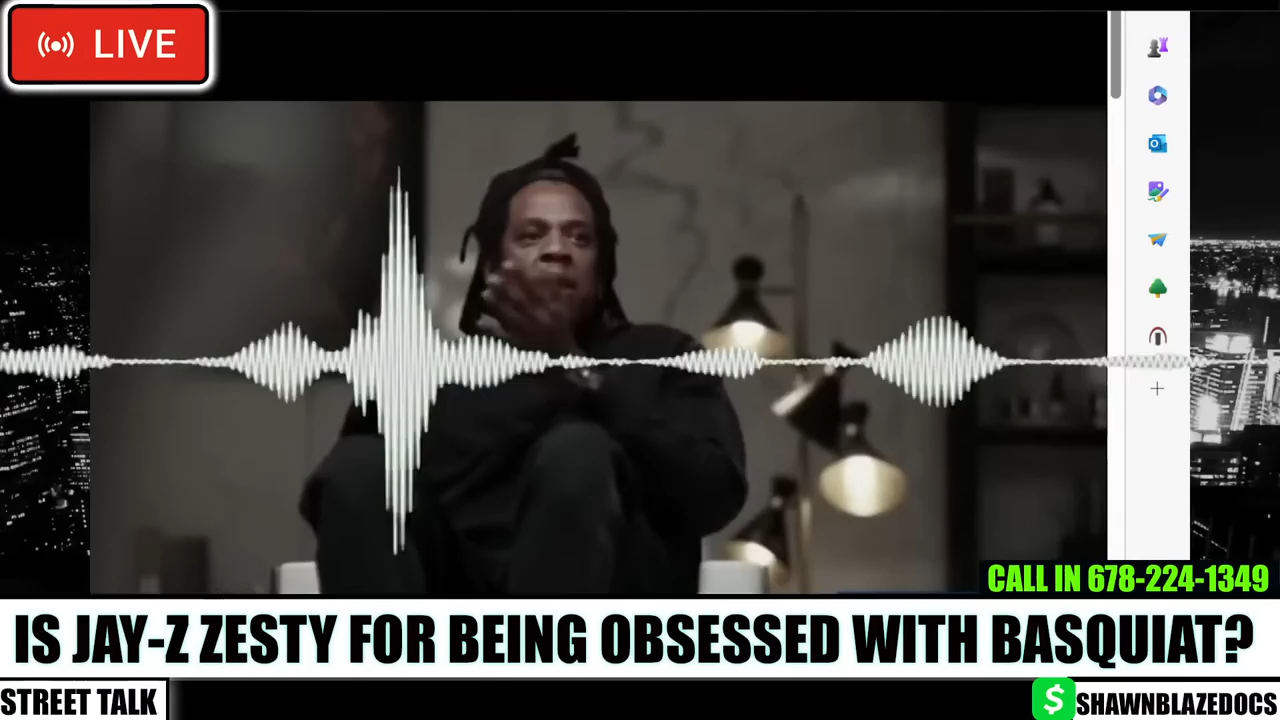 LIVE
CALL IN 678-224-1349
IS JAY-Z ZESTY FOR BEING OBSESSED WITH BASQUIAT?
STREET TALK
$SHAWNBLAZEDOCS